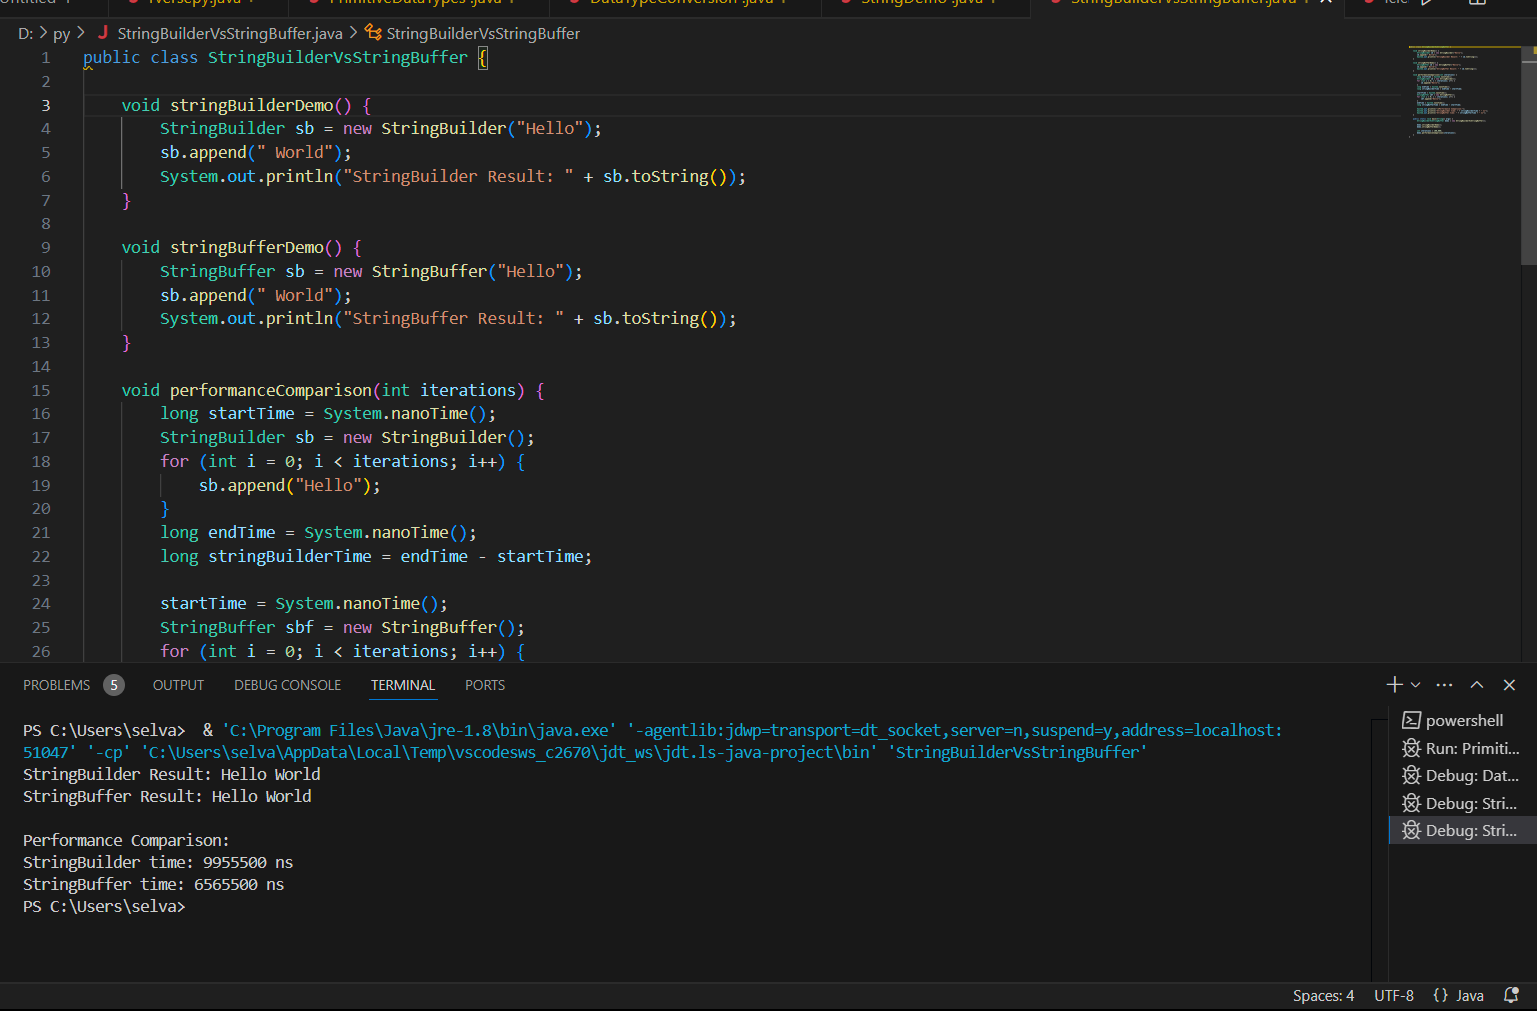 PrimitiveDataTypes .java
DataTypeConversion .java
StringDemo .java
StringBuilderVsStringBuffer.java
D: > py > J StringBuilderVsStringBuffer.java > StringBuilderVsStringBuffer
1 public class StringBuilderVsStringBuffer {
2
3 void stringBuilderDemo() {
4 StringBuilder sb = new StringBuilder("Hello");
5 sb.append(" World");
6 System.out.println("StringBuilder Result: " + sb.toString());
7 }
8
9 void stringBufferDemo() {
10 StringBuffer sb = new StringBuffer("Hello");
11 sb.append(" World");
12 System.out.println("StringBuffer Result: " + sb.toString());
13 }
14
15 void performanceComparison(int iterations) {
16 long startTime = System.nanoTime();
17 StringBuilder sb = new StringBuilder();
18 for (int i = 0; i < iterations; i++) {
19 sb.append("Hello");
20 }
21 long endTime = System.nanoTime();
22 long stringBuilderTime = endTime - startTime;
23
24 startTime = System.nanoTime();
25 StringBuffer sbf = new StringBuffer();
26 for (int i = 0; i < iterations; i++) {
PROBLEMS 5 OUTPUT DEBUG CONSOLE TERMINAL PORTS
PS C:\Users\selva> & 'C:\Program Files\Java\jre-1.8\bin\java.exe' '-agentlib:jdwp=transport=dt_socket,server=n,suspend=y,address=localhost:
51047' '-cp' 'C:\Users\selva\AppData\Local\Temp\vscodesws_c2670\jdt_ws\jdt.ls-java-project\bin' 'StringBuilderVsStringBuffer'
StringBuilder Result: Hello World
StringBuffer Result: Hello World
Performance Comparison:
StringBuilder time: 9955500 ns
StringBuffer time: 6565500 ns
PS C:\Users\selva>
powershell
Run: Primiti...
Debug: Dat...
Debug: Stri...
Debug: Stri...
Spaces: 4 UTF-8 {} Java